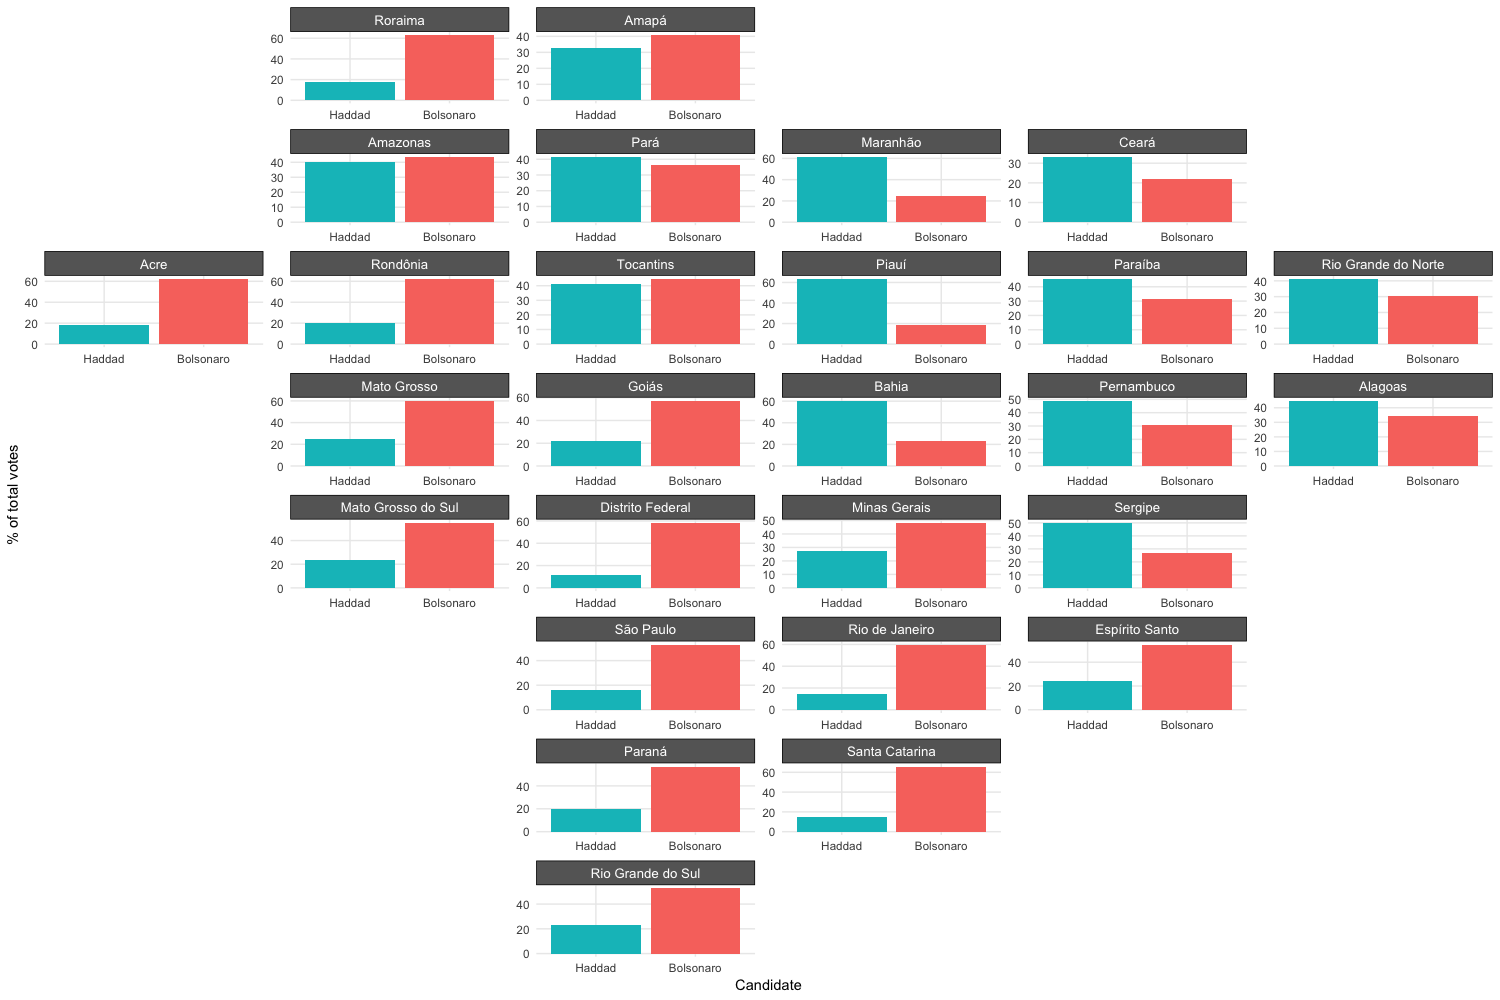 Roraima
Amapá
60
40
20
0
40
30
20
10
0
Haddad
Bolsonaro
Haddad
Bolsonaro
Amazonas
Pará
Maranhão
Ceará
40
30
20
10
0
40
30
20
10
0
60
40
20
0
30
20
10
0
Haddad
Bolsonaro
Haddad
Bolsonaro
Haddad
Bolsonaro
Haddad
Bolsonaro
Acre
Rondônia
Tocantins
Piauí
Paraíba
Rio Grande do Norte
60
40
20
0
60
40
20
0
40
30
20
10
0
60
40
20
0
40
30
20
10
0
40
30
20
10
0
Haddad
Bolsonaro
Haddad
Bolsonaro
Haddad
Bolsonaro
Haddad
Bolsonaro
Haddad
Bolsonaro
Haddad
Bolsonaro
Mato Grosso
Goiás
Bahia
Pernambuco
Alagoas
60
40
20
0
60
40
20
0
60
40
20
0
50
40
30
20
10
0
40
30
20
10
0
Haddad
Bolsonaro
Haddad
Bolsonaro
Haddad
Bolsonaro
Haddad
Bolsonaro
Haddad
Bolsonaro
% of total votes
Mato Grosso do Sul
Distrito Federal
Minas Gerais
Sergipe
40
20
0
60
40
20
0
50
40
30
20
10
0
50
40
30
20
10
0
Haddad
Bolsonaro
Haddad
Bolsonaro
Haddad
Bolsonaro
Haddad
Bolsonaro
São Paulo
Rio de Janeiro
Espírito Santo
40
20
0
60
40
20
0
40
20
0
Haddad
Bolsonaro
Haddad
Bolsonaro
Haddad
Bolsonaro
Paraná
Santa Catarina
40
20
0
60
40
20
0
Haddad
Bolsonaro
Haddad
Bolsonaro
Rio Grande do Sul
40
20
0
Haddad
Bolsonaro
Candidate